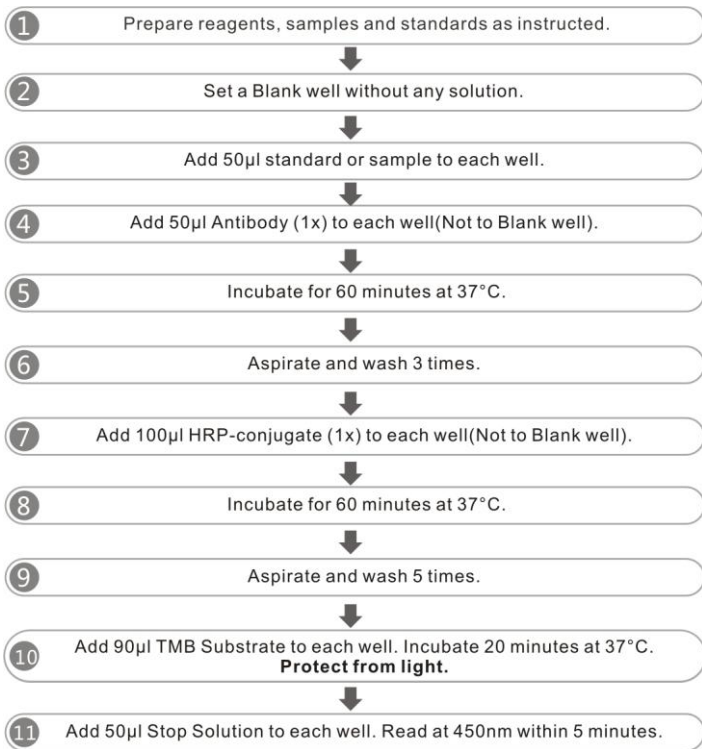 1 Prepare reagents, samples and standards as instructed.
2 Set a Blank well without any solution.
3 Add 50µl standard or sample to each well.
4 Add 50µl Antibody (1x) to each well(Not to Blank well).
5 Incubate for 60 minutes at 37°C.
6 Aspirate and wash 3 times.
7 Add 100µl HRP-conjugate (1x) to each well(Not to Blank well).
8 Incubate for 60 minutes at 37°C.
9 Aspirate and wash 5 times.
10 Add 90µl TMB Substrate to each well. Incubate 20 minutes at 37°C.
Protect from light.
11 Add 50µl Stop Solution to each well. Read at 450nm within 5 minutes.